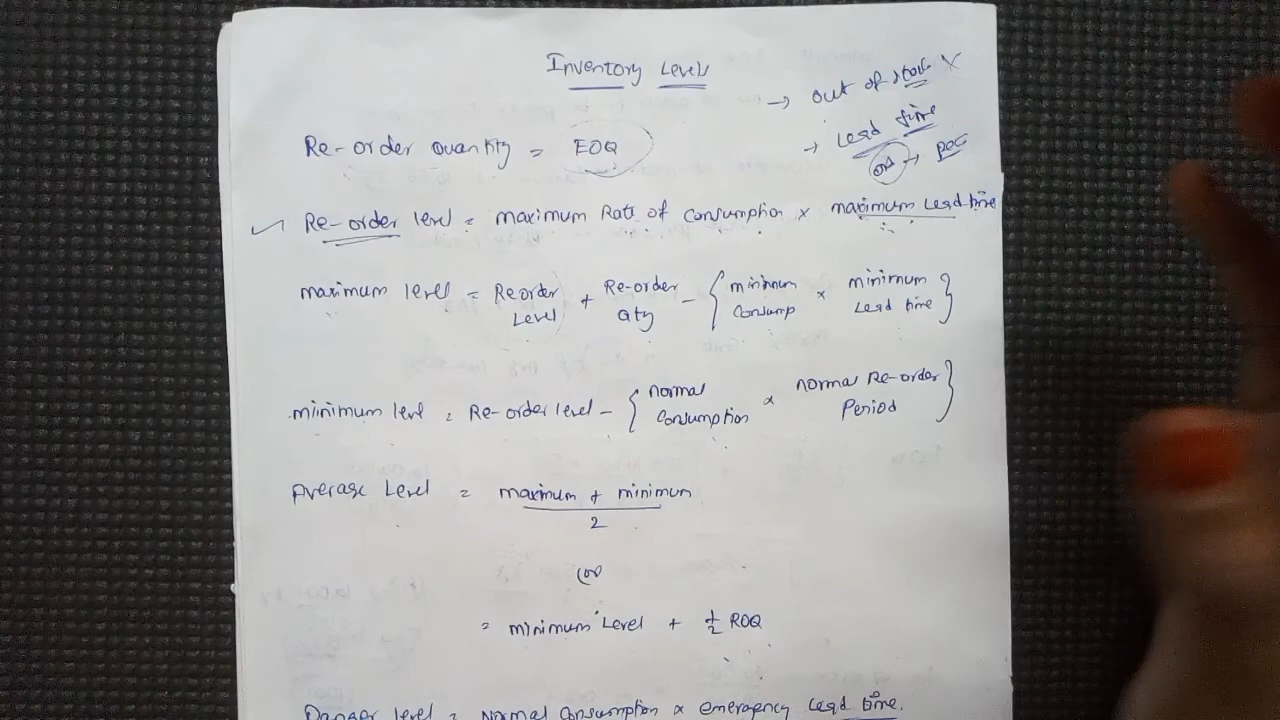 Inventory Levels
→ out of stock X
→ Lead time
Re-order quantity = EOQ
→ DEC
✓ Re-order level = maximum Rate of consumption × maximum Lead time
maximum level = Reorder Level + Re-order qty - { minimum Consump × minimum Lead time }
minimum level = Re-order level - { normal Consumption × normal Re-order Period }
Average Level = maximum + minimum
2
(or)
= minimum Level + 1/2 ROQ
Danger level = Normal Consumption × emergency Lead time.